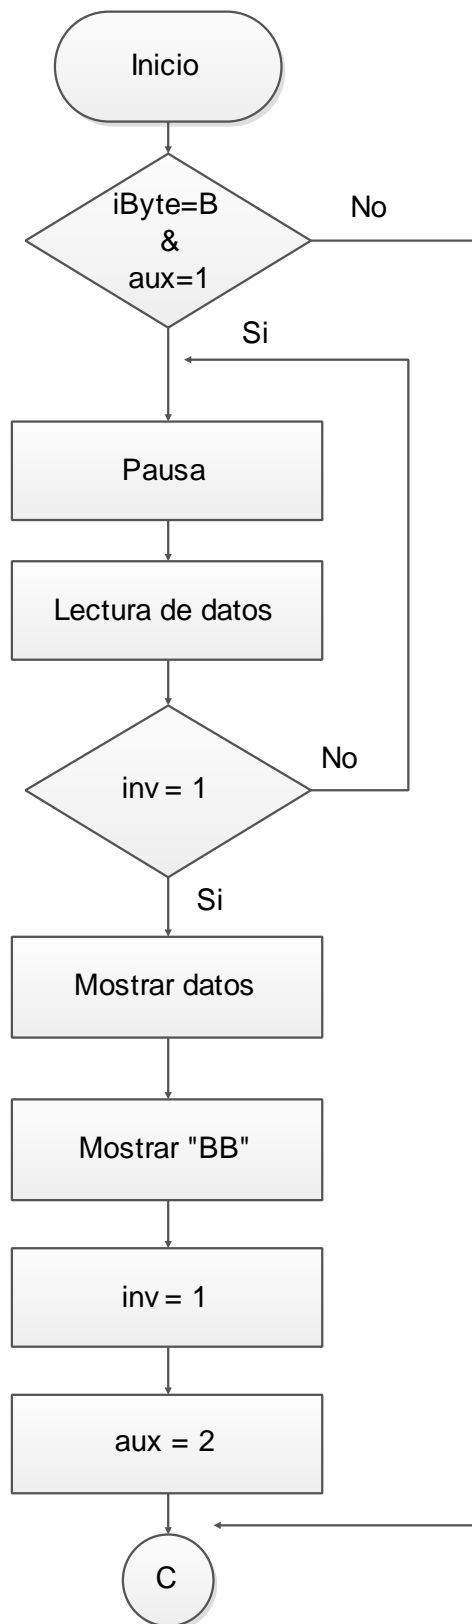 Inicio
iByte=B
&
aux=1
No
Si
Pausa
Lectura de datos
inv = 1
No
Si
Mostrar datos
Mostrar "BB"
inv = 1
aux = 2
C